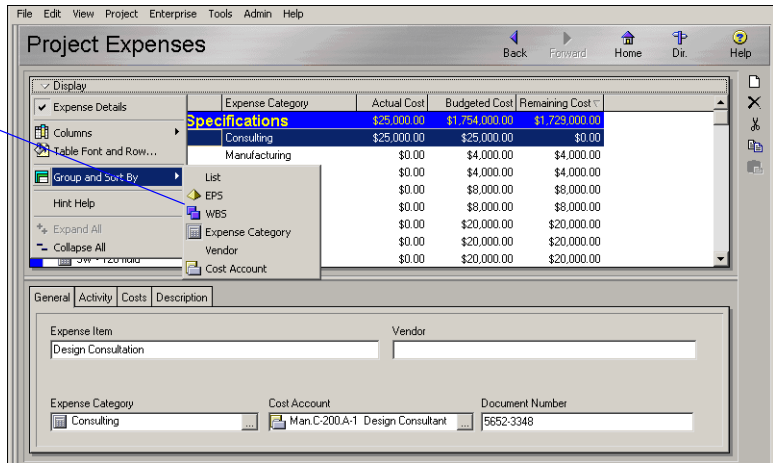 File Edit View Project Enterprise Tools Admin Help
Project Expenses
Back Forward Home Dir. Help
Display
Expense Category Actual Cost Budgeted Cost Remaining Cost
Specifications $25,000.00 $1,754,000.00 $1,729,000.00
Consulting $25,000.00 $25,000.00 $0.00
Manufacturing $0.00 $4,000.00 $4,000.00
$0.00 $4,000.00 $4,000.00
$0.00 $8,000.00 $8,000.00
$0.00 $8,000.00 $8,000.00
$0.00 $20,000.00 $20,000.00
$0.00 $20,000.00 $20,000.00
$0.00 $20,000.00 $20,000.00
Expense Details
Columns
Table Font and Row...
Group and Sort By
Hint Help
Expand All
Collapse All
List
EPS
WBS
Expense Category
Vendor
Cost Account
General Activity Costs Description
Expense Item Vendor
Design Consultation
Expense Category Cost Account Document Number
Consulting ... Man.C-200.A-1 Design Consultant ... 5652-3348